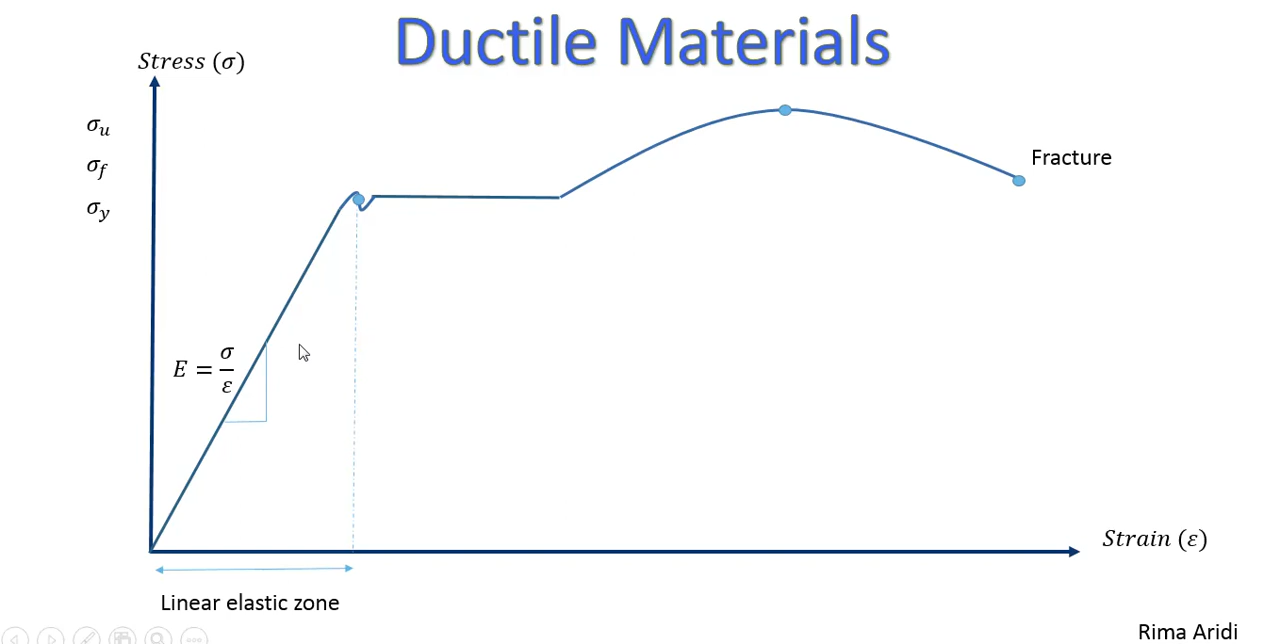 Ductile Materials
Stress (σ)
σu
σf
σy
Fracture
E = σ/ε
Strain (ε)
Linear elastic zone
Rima Aridi